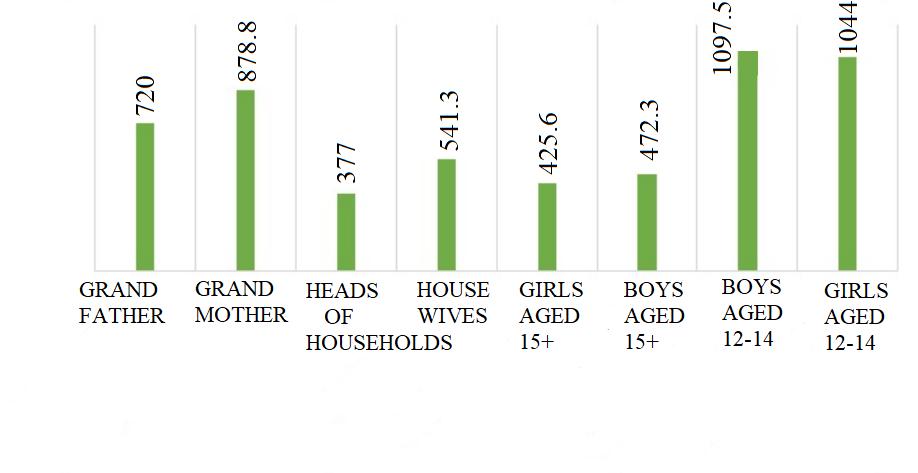 720
878.8
377
541.3
425.6
472.3
1097.5
1044
GRAND
FATHER
GRAND
MOTHER
HEADS
OF
HOUSEHOLDS
HOUSE
WIVES
GIRLS
AGED
15+
BOYS
AGED
15+
BOYS
AGED
12-14
GIRLS
AGED
12-14